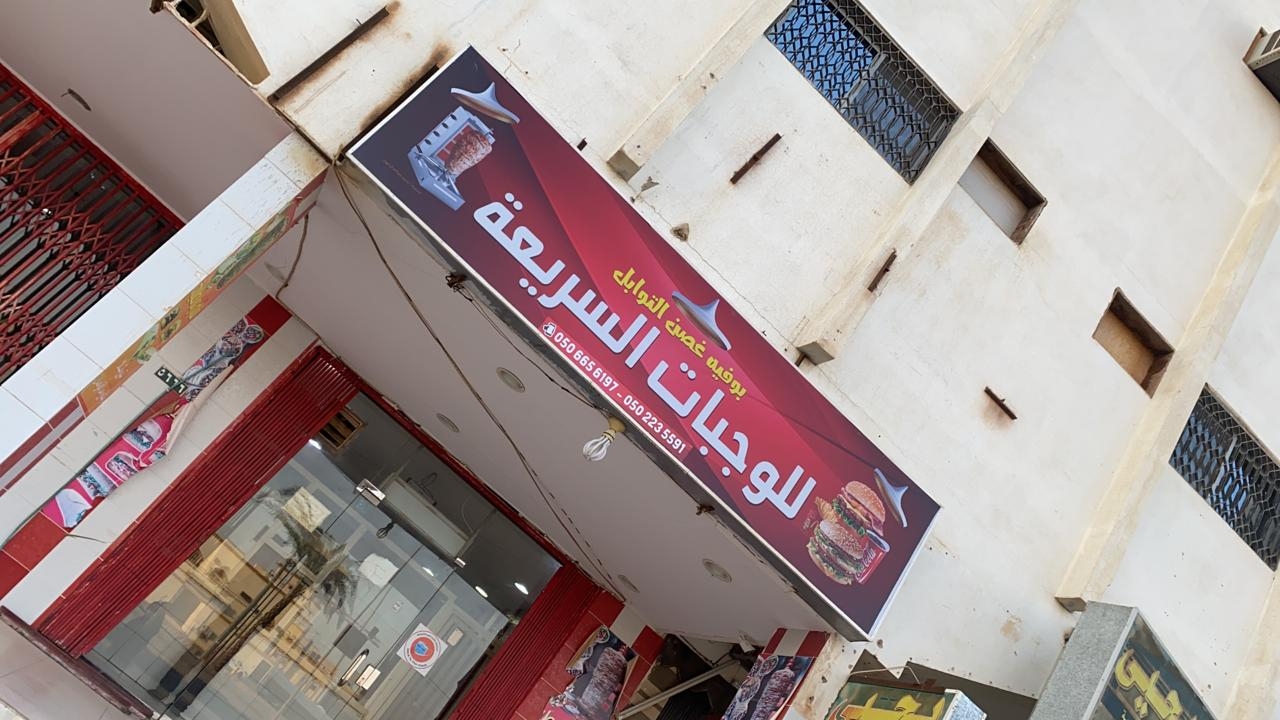 بوفيه غصن التوابل
للوجبات السريعة
050 665 6197 - 050 223 5591